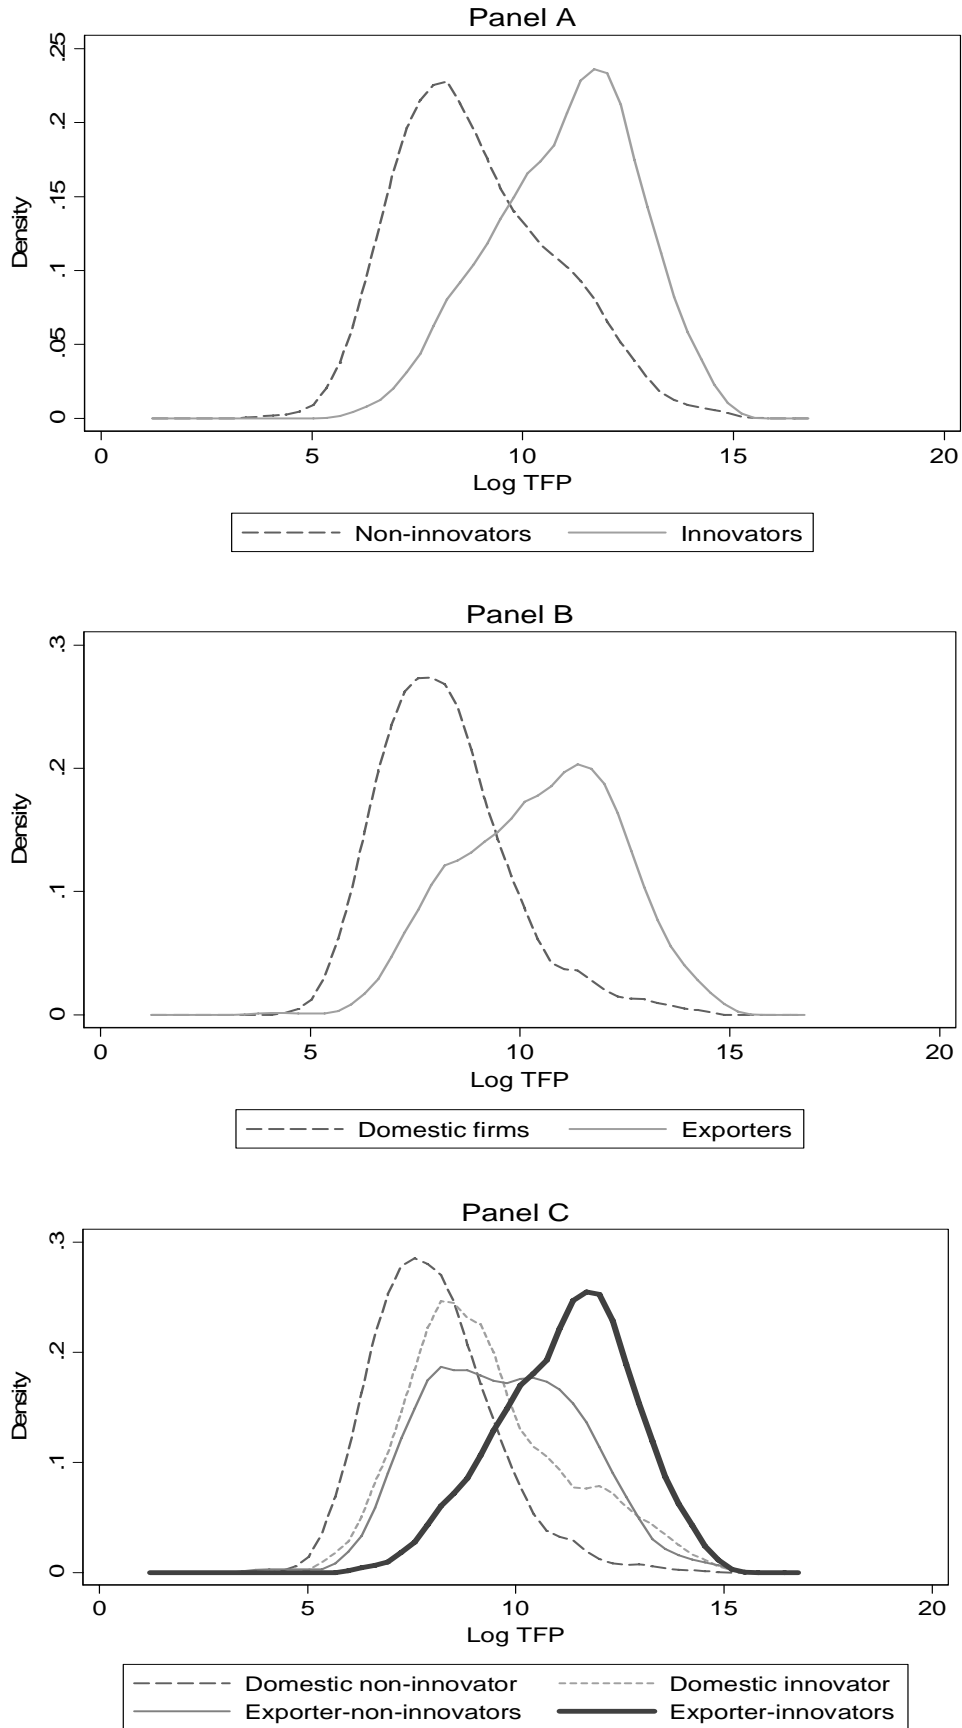 Panel A
.25
.2
.15
.1
.05
0
Density
0 5 10 15 20
Log TFP
Non-innovators Innovators
Panel B
.3
.2
.1
0
Density
0 5 10 15 20
Log TFP
Domestic firms Exporters
Panel C
.3
.2
.1
0
Density
0 5 10 15 20
Log TFP
Domestic non-innovator Domestic innovator
Exporter-non-innovators Exporter-innovators